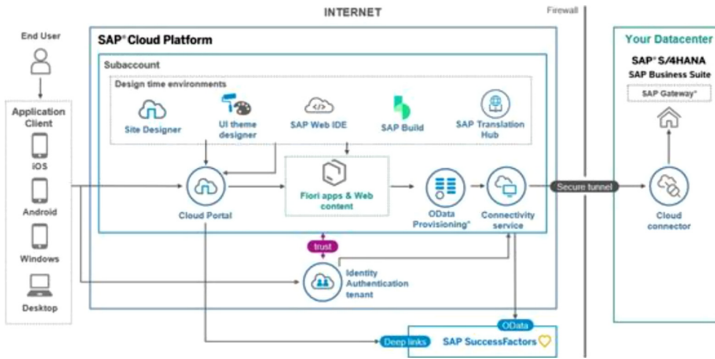 INTERNET
Firewall
End User
SAP® Cloud Platform
Your Datacenter
Subaccount
SAP® S/4HANA
SAP Business Suite
Design time environments
SAP Gateway*
Application
Client
Site Designer
UI theme
designer
SAP Web IDE
SAP Build
SAP Translation
Hub
iOS
Android
Windows
Desktop
Cloud Portal
Fiori apps & Web
content
OData
Provisioning*
Connectivity
service
Secure tunnel
Cloud
connector
trust
Identity
Authentication
tenant
OData
Deep links
SAP SuccessFactors